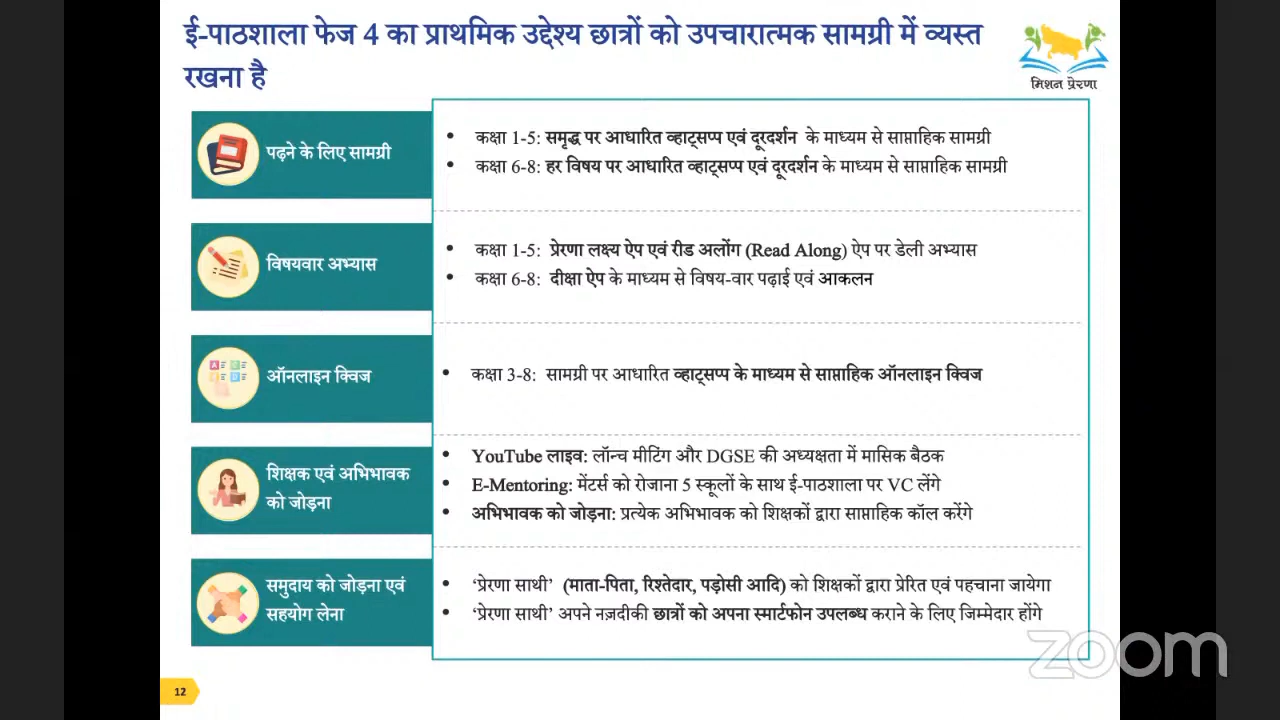 ई-पाठशाला फेज 4 का प्राथमिक उद्देश्य छात्रों को उपचारात्मक सामग्री में व्यस्त
रखना है
मिशन प्रेरणा
पढ़ने के लिए सामग्री
• कक्षा 1-5: समृद्ध पर आधारित व्हाट्सप्प एवं दूरदर्शन के माध्यम से साप्ताहिक सामग्री
• कक्षा 6-8: हर विषय पर आधारित व्हाट्सप्प एवं दूरदर्शन के माध्यम से साप्ताहिक सामग्री
विषयवार अभ्यास
• कक्षा 1-5: प्रेरणा लक्ष्य ऐप एवं रीड अलोंग (Read Along) ऐप पर डेली अभ्यास
• कक्षा 6-8: दीक्षा ऐप के माध्यम से विषय-वार पढ़ाई एवं आकलन
ऑनलाइन क्विज
• कक्षा 3-8: सामग्री पर आधारित व्हाट्सप्प के माध्यम से साप्ताहिक ऑनलाइन क्विज
शिक्षक एवं अभिभावक
को जोड़ना
• YouTube लाइव: लॉन्च मीटिंग और DGSE की अध्यक्षता में मासिक बैठक
• E-Mentoring: मेंटर्स को रोजाना 5 स्कूलों के साथ ई-पाठशाला पर VC लेंगे
• अभिभावक को जोड़ना: प्रत्येक अभिभावक को शिक्षकों द्वारा साप्ताहिक कॉल करेंगे
समुदाय को जोड़ना एवं
सहयोग लेना
• ‘प्रेरणा साथी’ (माता-पिता, रिश्तेदार, पड़ोसी आदि) को शिक्षकों द्वारा प्रेरित एवं पहचाना जायेगा
• ‘प्रेरणा साथी’ अपने नज़दीकी छात्रों को अपना स्मार्टफोन उपलब्ध कराने के लिए जिम्मेदार होंगे
zoom
12